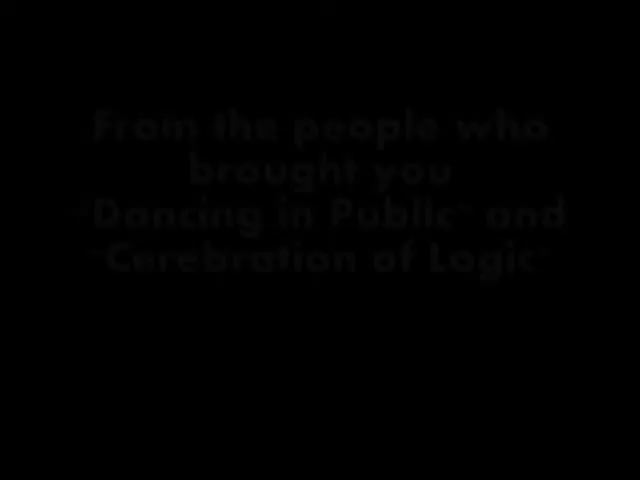 From the people who
brought you
"Dancing in Public" and
"Cerebration of Logic"